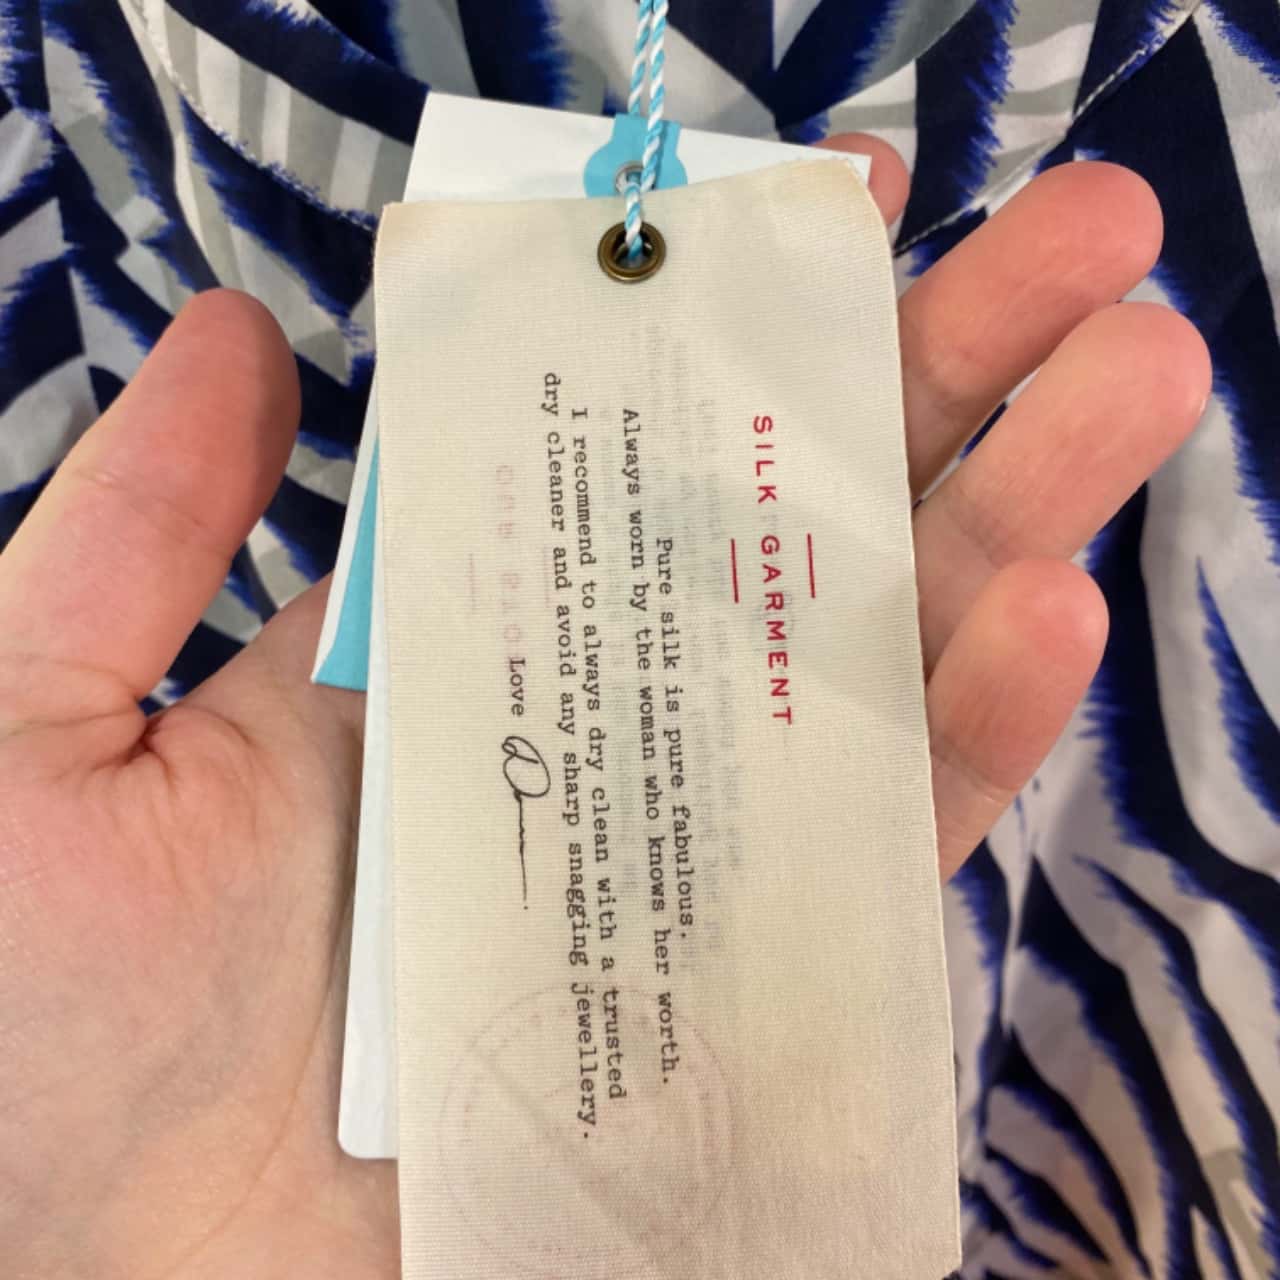 SILK GARMENT
Pure silk is pure fabulous.
Always worn by the woman who knows her worth.
I recommend to always dry clean with a trusted
dry cleaner and avoid any sharp snagging jewellery.
Love